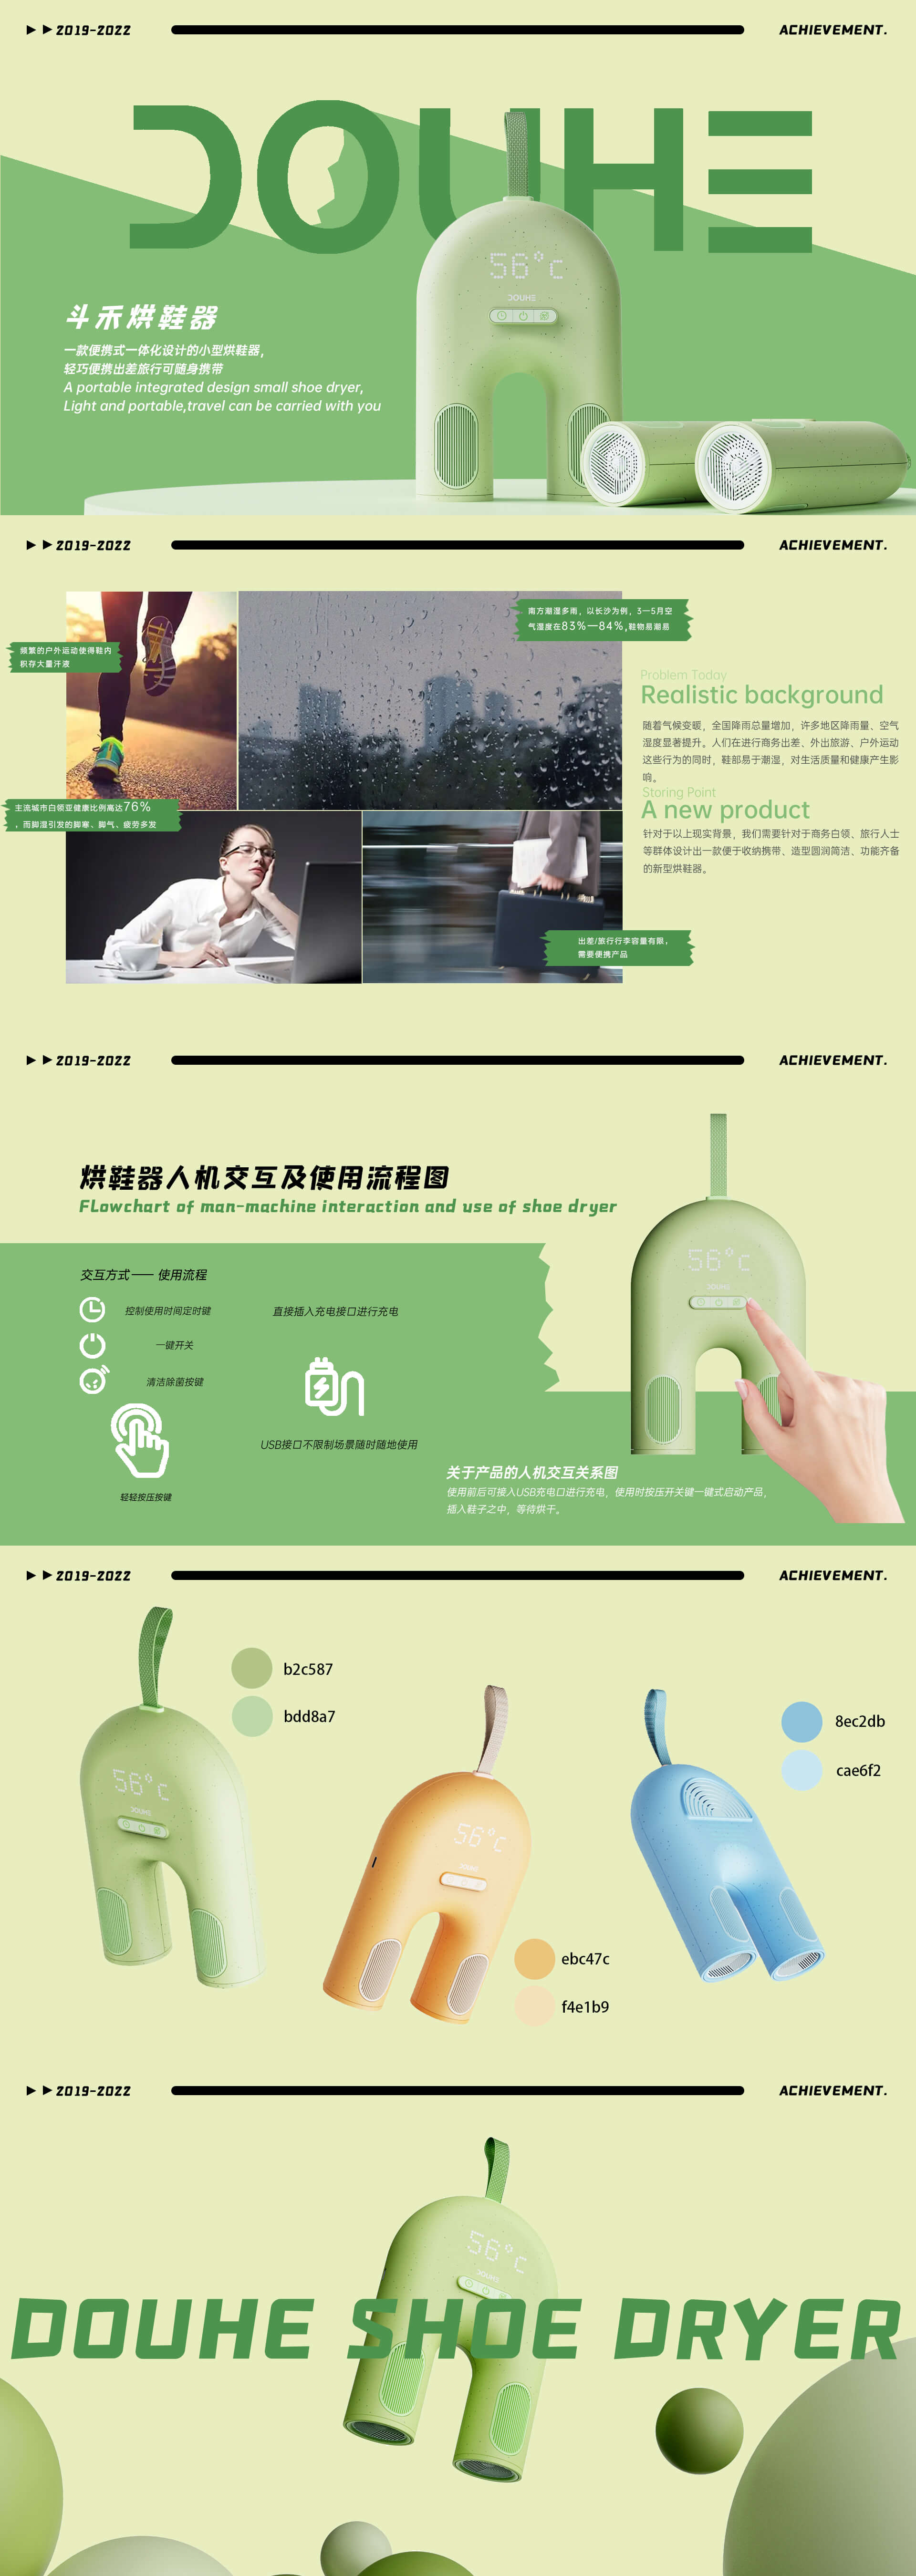 2019-2022
ACHIEVEMENT.
DOUHE
56°c
DOUHE
斗禾烘鞋器
一款便携式一体化设计的小型烘鞋器，
轻巧便携出差旅行可随身携带
A portable integrated design small shoe dryer,
Light and portable,travel can be carried with you
2019-2022
ACHIEVEMENT.
南方潮湿多雨，以长沙为例，3—5月空
气湿度在83%—84%,鞋物易潮易
频繁的户外运动使得鞋内
积存大量汗液
Problem Today
Realistic background
随着气候变暖，全国降雨总量增加，许多地区降雨量、空气
湿度显著提升。人们在进行商务出差、外出旅游、户外运动
这些行为的同时，鞋部易于潮湿，对生活质量和健康产生影
响。
Storing Point
A new product
针对于以上现实背景，我们需要针对于商务白领、旅行人士
等群体设计出一款便于收纳携带、造型圆润简洁、功能齐备
的新型烘鞋器。
主流城市白领亚健康比例高达76%
，而脚湿引发的脚寒、脚气、疲劳多发
出差/旅行行李容量有限，
需要便携产品
2019-2022
ACHIEVEMENT.
烘鞋器人机交互及使用流程图
FLowchart of man-machine interaction and use of shoe dryer
56°c
DOUHE
交互方式—— 使用流程
控制使用时间定时键
直接插入充电接口进行充电
一键开关
清洁除菌按键
USB接口不限制场景随时随地使用
轻轻按压按键
关于产品的人机交互关系图
使用前后可接入USB充电口进行充电，使用时按压开关键一键式启动产品，
插入鞋子之中，等待烘干。
2019-2022
ACHIEVEMENT.
b2c587
bdd8a7
56°c
DOUHE
8ec2db
cae6f2
56°c
ebc47c
f4e1b9
2019-2022
ACHIEVEMENT.
56°c
DOUHE
DOUHE SHOE DRYER